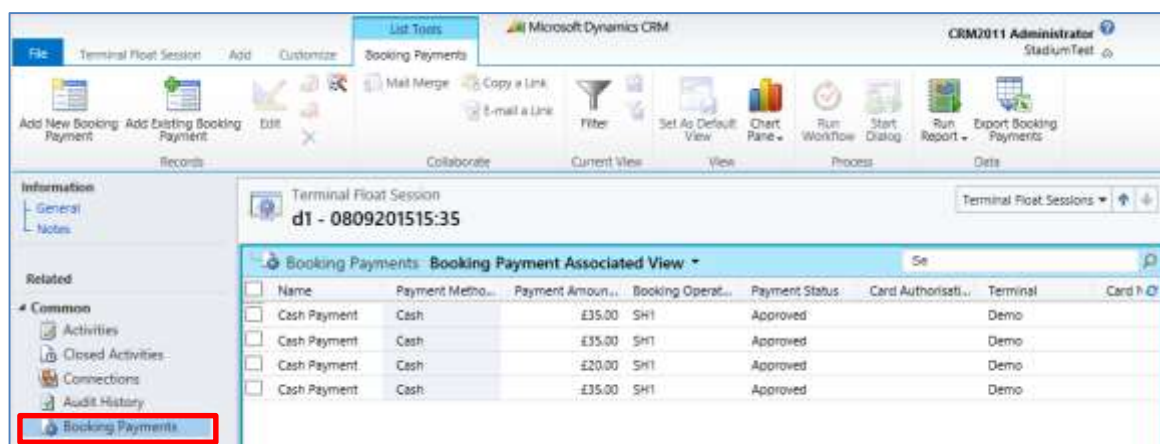 List Tools Microsoft Dynamics CRM CRM2011 Administrator
File Terminal Float Session Add Customize Booking Payments StadiumTest
Mail Merge Copy a Link
E-mail a Link
Add New Booking Payment Add Existing Booking Payment Edit Filter Set As Default View Chart Pane Run Workflow Start Dialog Run Report Export Booking Payments
Records Collaborate Current View View Process Data
Information
General
Notes
Terminal Float Session Terminal Float Sessions
d1 - 0809201515:35
Related
Common
Activities
Closed Activities
Connections
Audit History
Booking Payments
Booking Payments Booking Payment Associated View Se
Name Payment Metho... Payment Amoun... Booking Operat... Payment Status Card Authorisati... Terminal Card
Cash Payment Cash £35.00 SH1 Approved Demo
Cash Payment Cash £35.00 SH1 Approved Demo
Cash Payment Cash £20.00 SH1 Approved Demo
Cash Payment Cash £35.00 SH1 Approved Demo